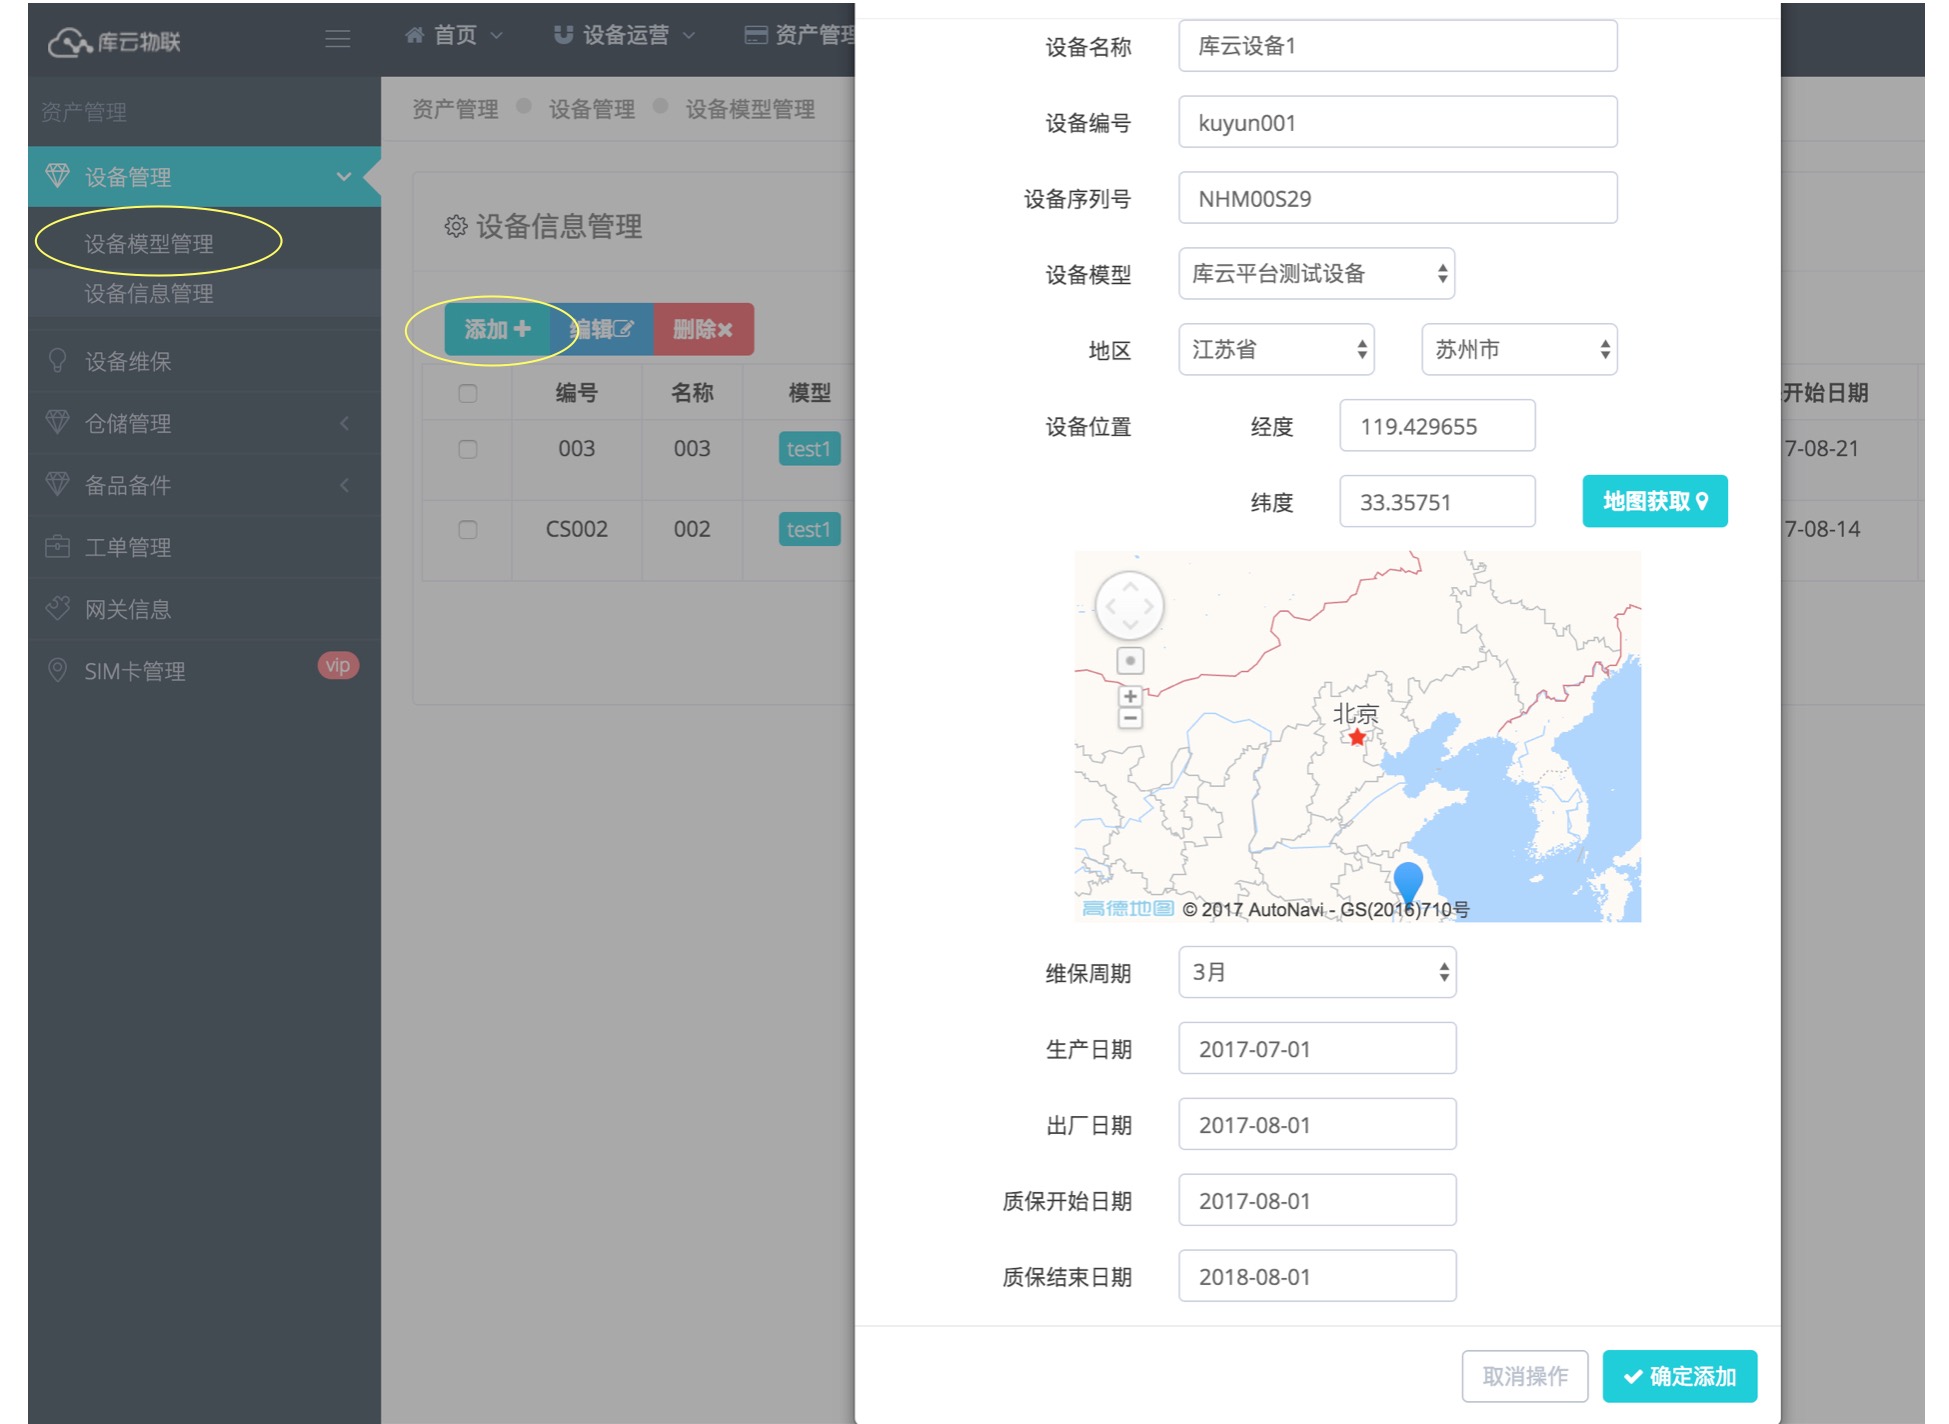 库云物联
首页
设备运营
资产管理
资产管理
设备管理
设备模型管理
设备信息管理
设备维保
仓储管理
备品备件
工单管理
网关信息
SIM卡管理
vip
资产管理 设备管理 设备模型管理
设备信息管理
添加 编辑 删除
编号 名称 模型
003 003 test1
CS002 002 test1
开始日期
7-08-21
7-08-14
设备名称 库云设备1
设备编号 kuyun001
设备序列号 NHM00S29
设备模型 库云平台测试设备
地区 江苏省 苏州市
设备位置 经度 119.429655
纬度 33.35751 地图获取
北京
高德地图 © 2017 AutoNavi - GS(2016)710号
维保周期 3月
生产日期 2017-07-01
出厂日期 2017-08-01
质保开始日期 2017-08-01
质保结束日期 2018-08-01
取消操作 确定添加